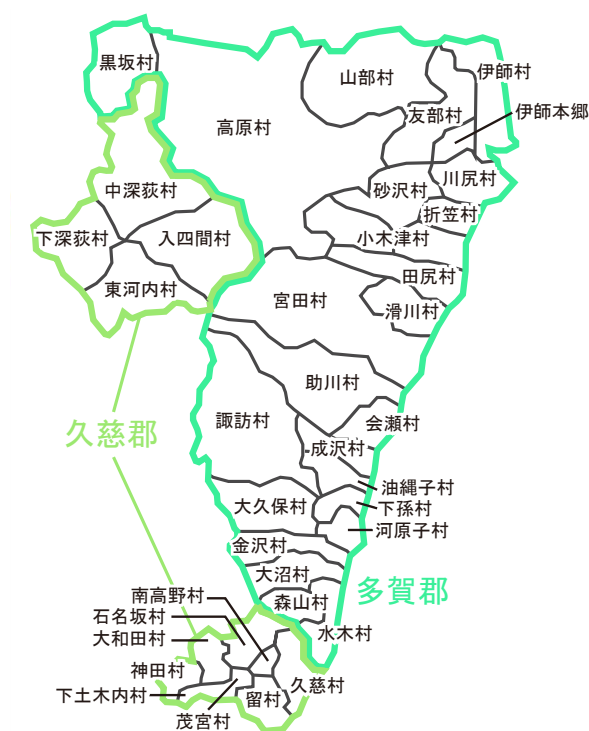 黒坂村
山部村
伊師村
友部村
伊師本郷
高原村
中深荻村
砂沢村
川尻村
折笠村
下深荻村
入四間村
小木津村
東河内村
田尻村
宮田村
滑川村
助川村
諏訪村
会瀬村
久慈郡
成沢村
油縄子村
大久保村
下孫村
河原子村
金沢村
大沼村
多賀郡
南高野村
森山村
石名坂村
大和田村
水木村
神田村
久慈村
下土木内村
留村
茂宮村